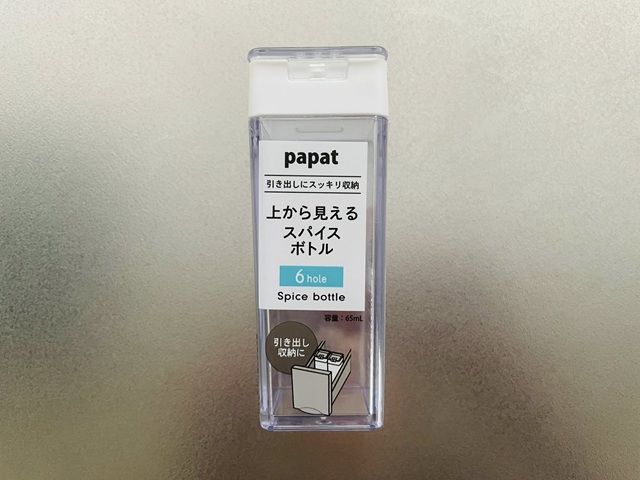 papat
引き出しにスッキリ収納
上から見える
スパイス
ボトル
6 hole
Spice bottle
容量：65mL
引き出し
収納に